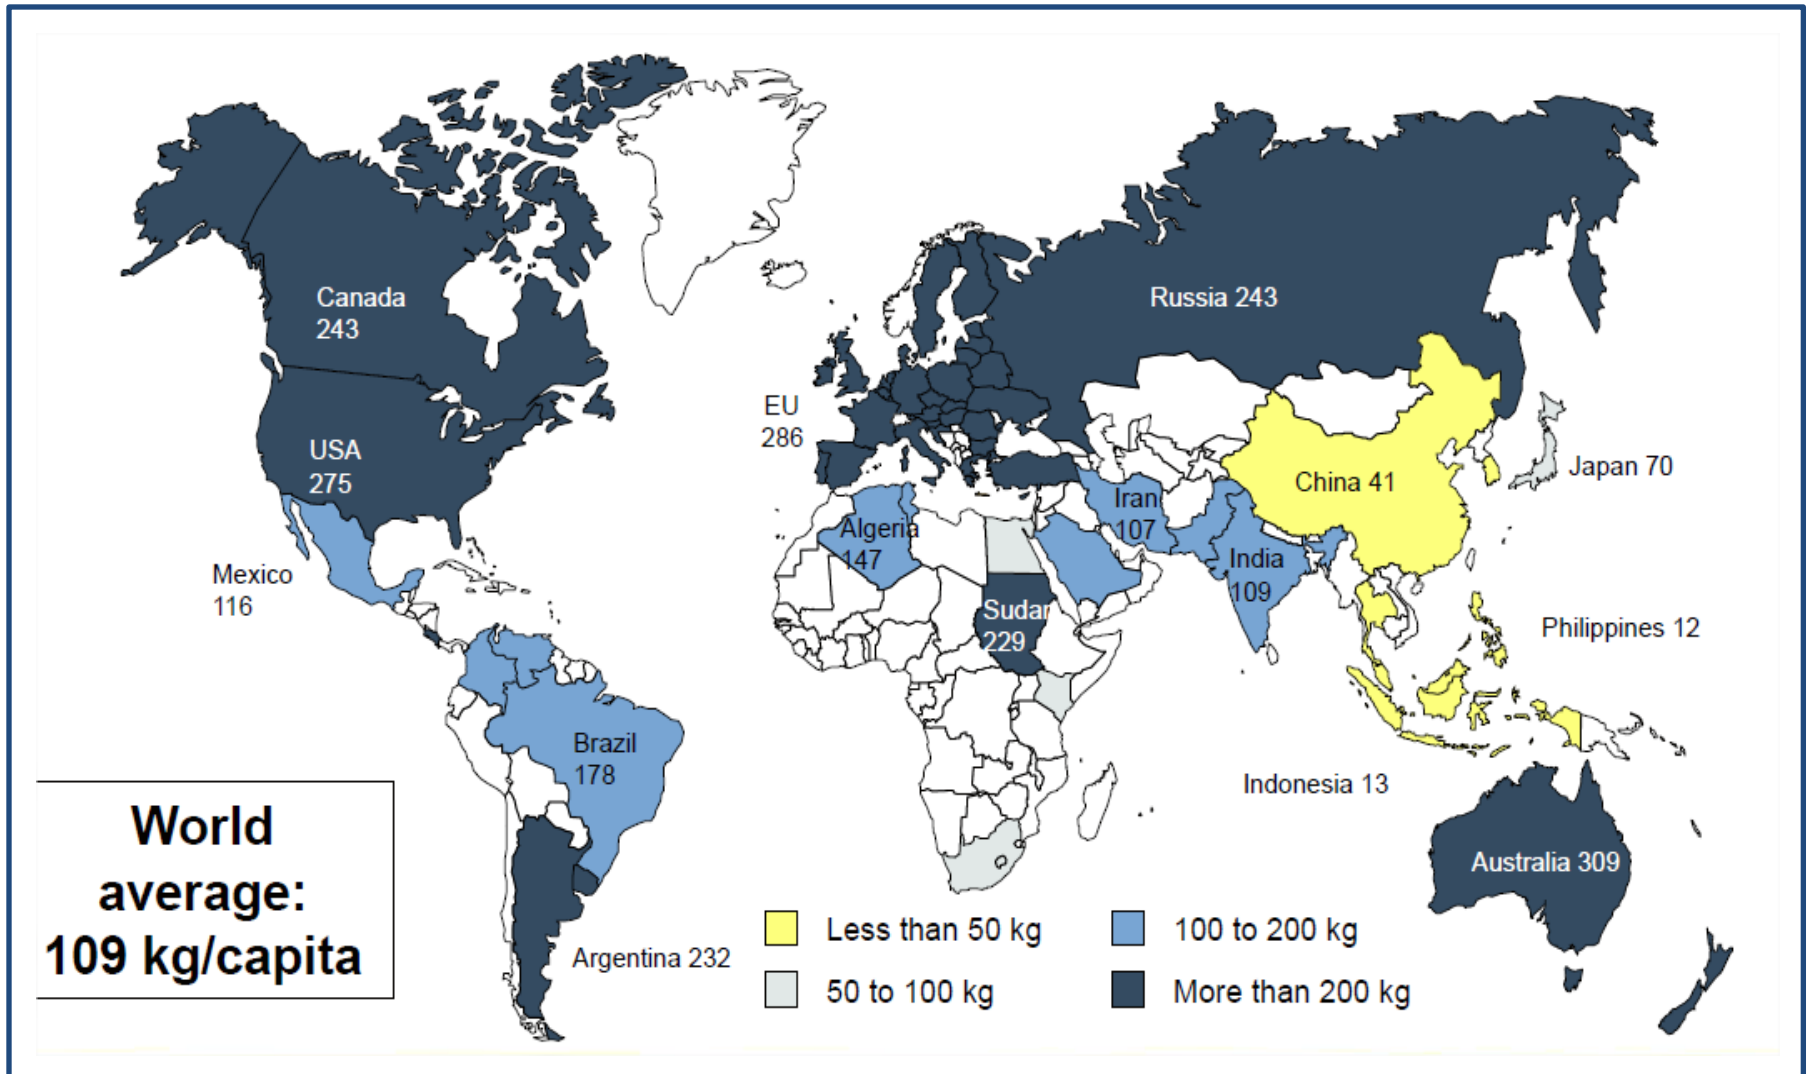 Canada
243
Russia 243
EU
286
USA
275
China 41
Japan 70
Iran
107
Algeria
147
India
109
Mexico
116
Sudar
229
Philippines 12
Brazil
178
Indonesia 13
World
average:
109 kg/capita
Australia 309
Argentina 232
Less than 50 kg
100 to 200 kg
50 to 100 kg
More than 200 kg